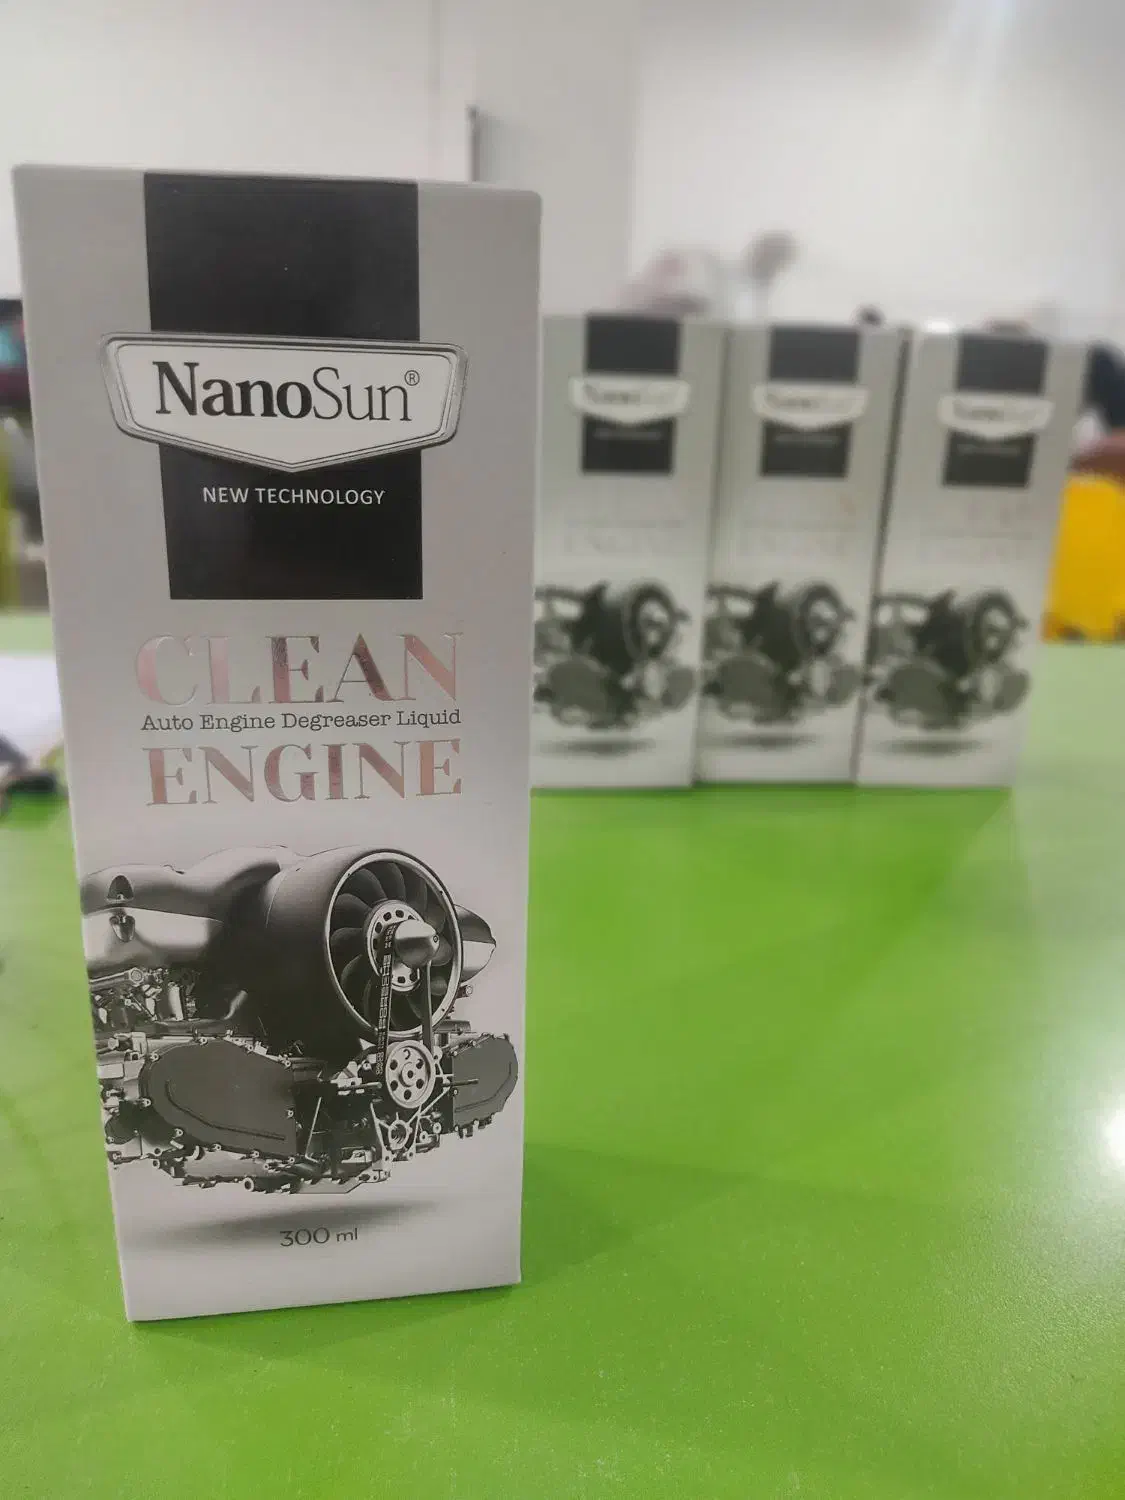 NanoSun®
NEW TECHNOLOGY
CLEAN
Auto Engine Degreaser Liquid
ENGINE
300 ml